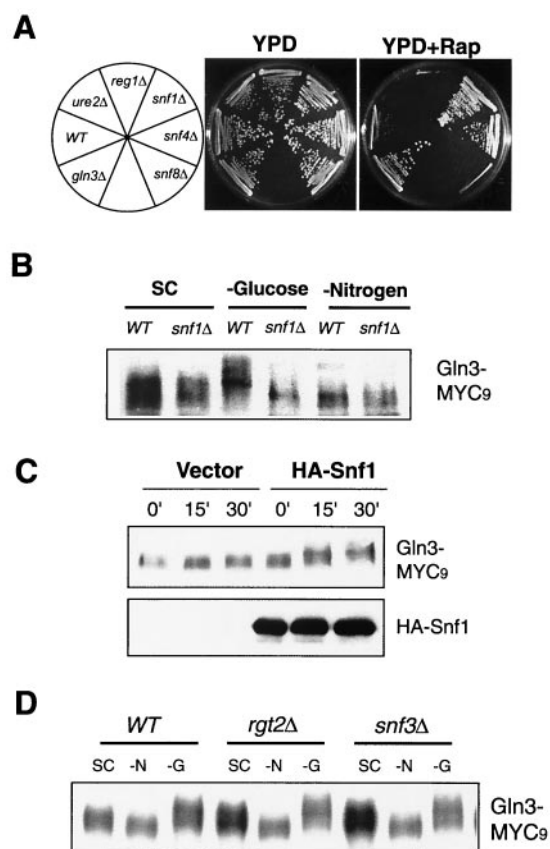 A
YPD
YPD+Rap
reg1Δ
ure2Δ
snf1Δ
WT
snf4Δ
gln3Δ
snf8Δ
B
SC
-Glucose
-Nitrogen
WT
snf1Δ
WT
snf1Δ
WT
snf1Δ
Gln3-
MYC9
C
Vector
HA-Snf1
0'
15'
30'
0'
15'
30'
Gln3-
MYC9
HA-Snf1
D
WT
rgt2Δ
snf3Δ
SC
-N
-G
SC
-N
-G
SC
-N
-G
Gln3-
MYC9